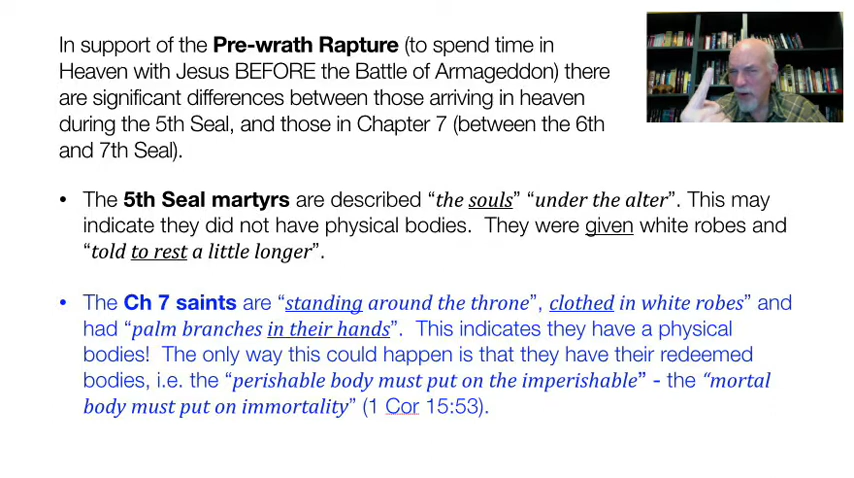 In support of the Pre-wrath Rapture (to spend time in
Heaven with Jesus BEFORE the Battle of Armageddon) there
are significant differences between those arriving in heaven
during the 5th Seal, and those in Chapter 7 (between the 6th
and 7th Seal).
• The 5th Seal martyrs are described “the souls” “under the alter”. This may
indicate they did not have physical bodies. They were given white robes and
“told to rest a little longer”.
• The Ch 7 saints are “standing around the throne”, clothed in white robes” and
had “palm branches in their hands”. This indicates they have a physical
bodies! The only way this could happen is that they have their redeemed
bodies, i.e. the “perishable body must put on the imperishable” - the “mortal
body must put on immortality” (1 Cor 15:53).